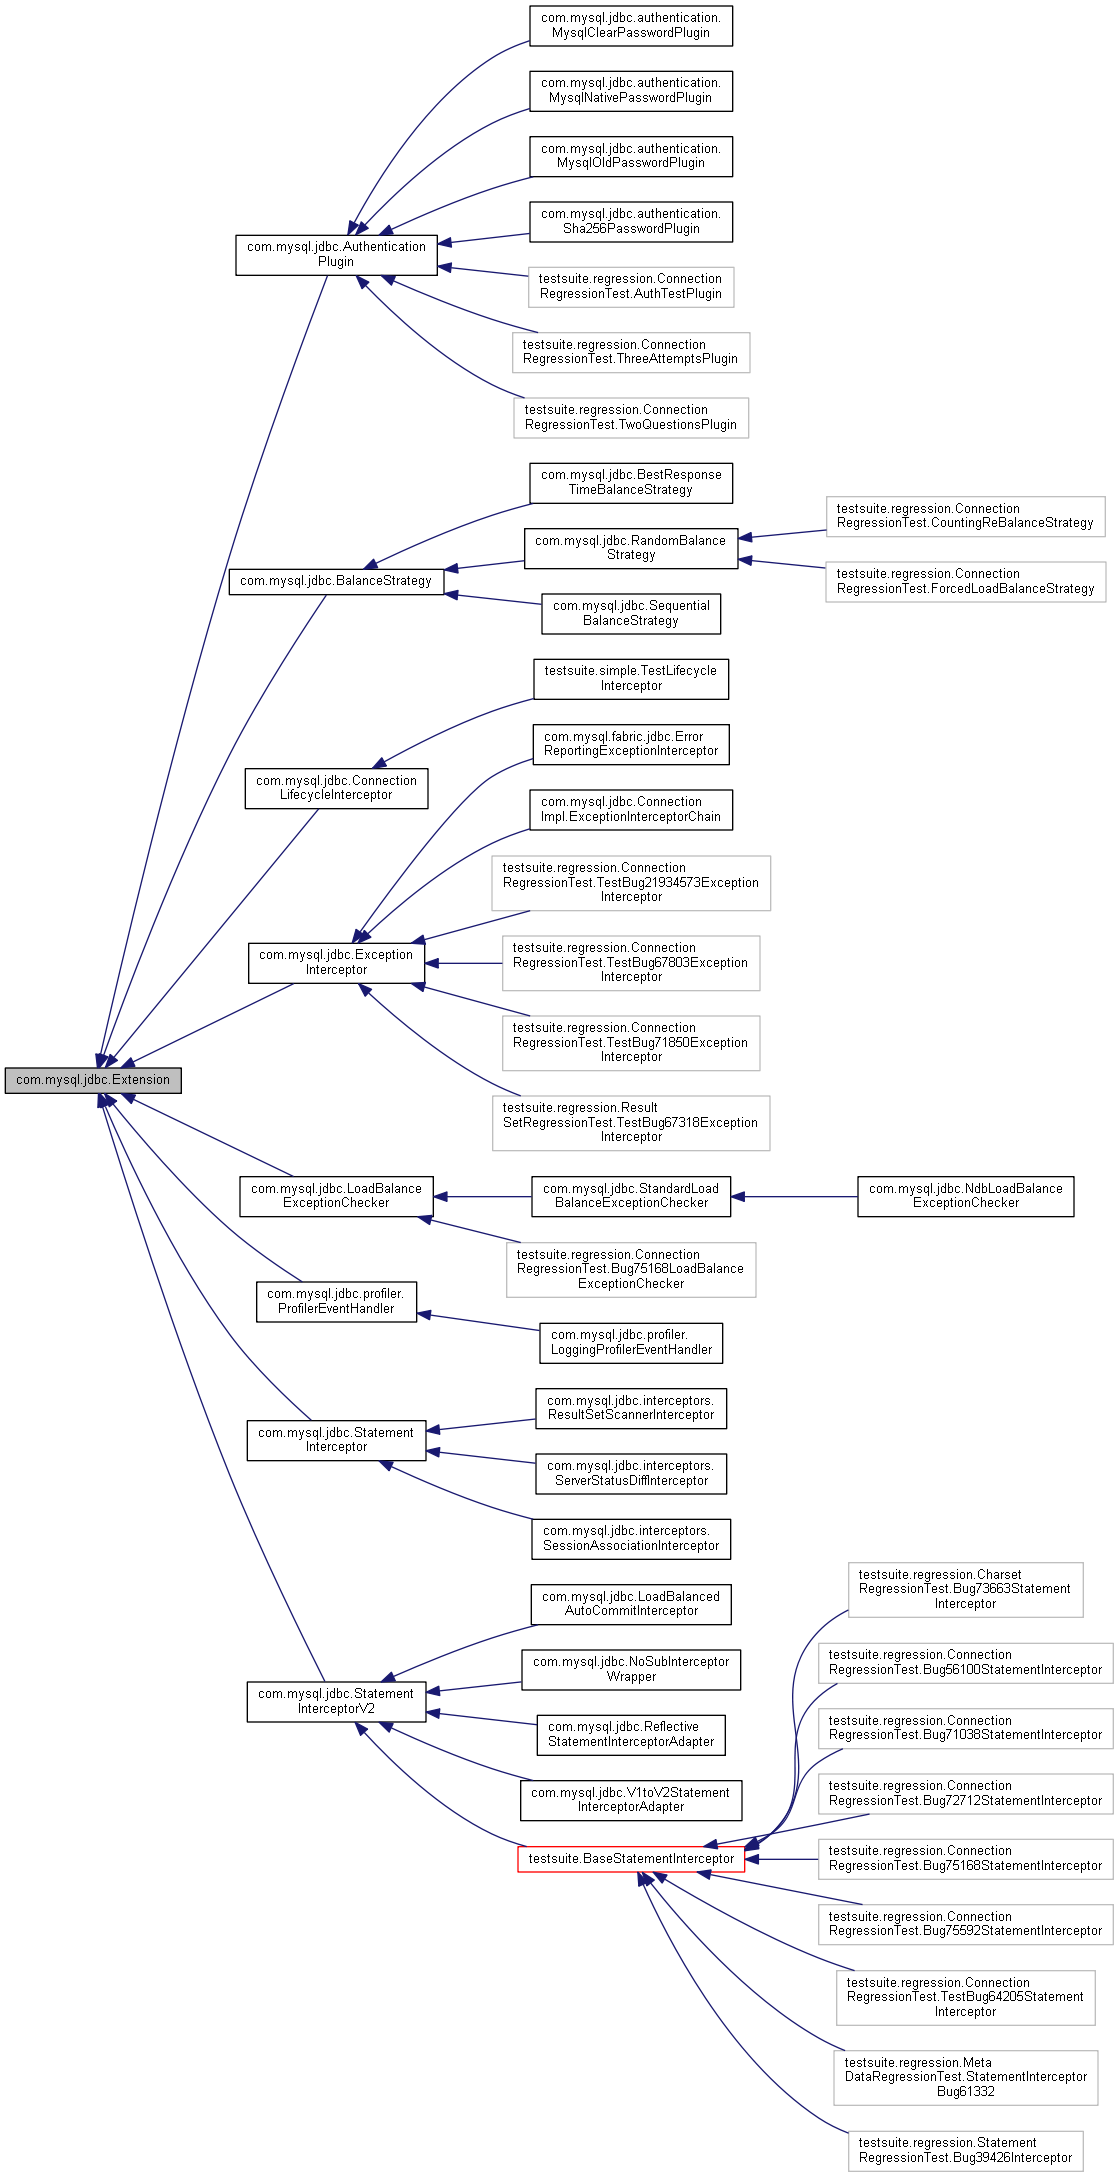 com.mysql.jdbc.authentication.
MysqlClearPasswordPlugin
com.mysql.jdbc.authentication.
MysqlNativePasswordPlugin
com.mysql.jdbc.authentication.
MysqlOldPasswordPlugin
com.mysql.jdbc.authentication.
Sha256PasswordPlugin
com.mysql.jdbc.Authentication
Plugin
testsuite.regression.Connection
RegressionTest.AuthTestPlugin
testsuite.regression.Connection
RegressionTest.ThreeAttemptsPlugin
testsuite.regression.Connection
RegressionTest.TwoQuestionsPlugin
com.mysql.jdbc.BestResponse
TimeBalanceStrategy
com.mysql.jdbc.RandomBalance
Strategy
testsuite.regression.Connection
RegressionTest.CountingReBalanceStrategy
testsuite.regression.Connection
RegressionTest.ForcedLoadBalanceStrategy
com.mysql.jdbc.BalanceStrategy
com.mysql.jdbc.Sequential
BalanceStrategy
testsuite.simple.TestLifecycle
Interceptor
com.mysql.jdbc.Connection
LifecycleInterceptor
com.mysql.fabric.jdbc.Error
ReportingExceptionInterceptor
com.mysql.jdbc.Connection
Impl.ExceptionInterceptorChain
testsuite.regression.Connection
RegressionTest.TestBug21934573Exception
Interceptor
com.mysql.jdbc.Exception
Interceptor
testsuite.regression.Connection
RegressionTest.TestBug67803Exception
Interceptor
testsuite.regression.Connection
RegressionTest.TestBug71850Exception
Interceptor
com.mysql.jdbc.Extension
testsuite.regression.Result
SetRegressionTest.TestBug67318Exception
Interceptor
com.mysql.jdbc.LoadBalance
ExceptionChecker
com.mysql.jdbc.StandardLoad
BalanceExceptionChecker
com.mysql.jdbc.NdbLoadBalance
ExceptionChecker
testsuite.regression.Connection
RegressionTest.Bug75168LoadBalance
ExceptionChecker
com.mysql.jdbc.profiler.
ProfilerEventHandler
com.mysql.jdbc.profiler.
LoggingProfilerEventHandler
com.mysql.jdbc.interceptors.
ResultSetScannerInterceptor
com.mysql.jdbc.Statement
Interceptor
com.mysql.jdbc.interceptors.
ServerStatusDiffInterceptor
com.mysql.jdbc.interceptors.
SessionAssociationInterceptor
com.mysql.jdbc.LoadBalanced
AutoCommitInterceptor
com.mysql.jdbc.NoSubInterceptor
Wrapper
com.mysql.jdbc.Statement
InterceptorV2
com.mysql.jdbc.Reflective
StatementInterceptorAdapter
com.mysql.jdbc.V1toV2Statement
InterceptorAdapter
testsuite.BaseStatementInterceptor
testsuite.regression.Charset
RegressionTest.Bug73663Statement
Interceptor
testsuite.regression.Connection
RegressionTest.Bug56100StatementInterceptor
testsuite.regression.Connection
RegressionTest.Bug71038StatementInterceptor
testsuite.regression.Connection
RegressionTest.Bug72712StatementInterceptor
testsuite.regression.Connection
RegressionTest.Bug75168StatementInterceptor
testsuite.regression.Connection
RegressionTest.Bug75592StatementInterceptor
testsuite.regression.Connection
RegressionTest.TestBug64205Statement
Interceptor
testsuite.regression.Meta
DataRegressionTest.StatementInterceptor
Bug61332
testsuite.regression.Statement
RegressionTest.Bug39426Interceptor